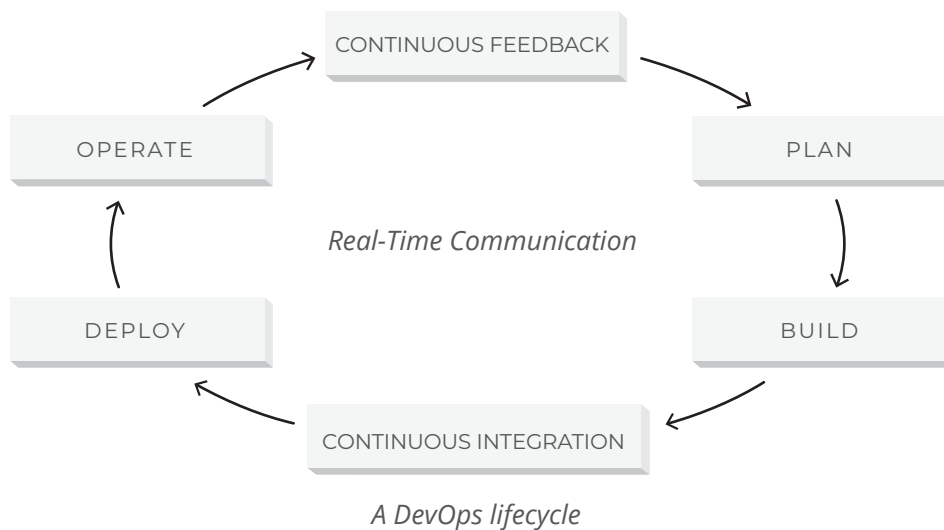 CONTINUOUS FEEDBACK
OPERATE
PLAN
Real-Time Communication
DEPLOY
BUILD
CONTINUOUS INTEGRATION
A DevOps lifecycle